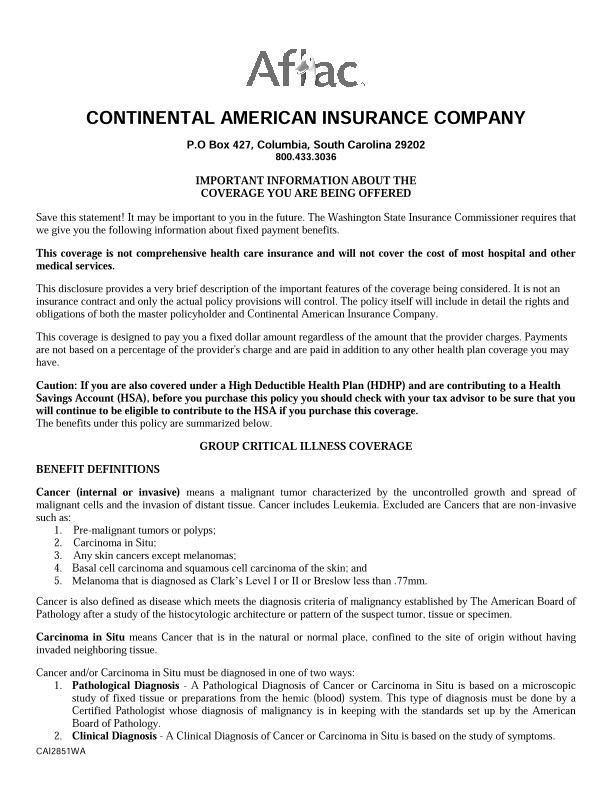 Aflac
CONTINENTAL AMERICAN INSURANCE COMPANY
P.O Box 427, Columbia, South Carolina 29202
800.433.3036
IMPORTANT INFORMATION ABOUT THE
COVERAGE YOU ARE BEING OFFERED
Save this statement! It may be important to you in the future. The Washington State Insurance Commissioner requires that
we give you the following information about fixed payment benefits.
This coverage is not comprehensive health care insurance and will not cover the cost of most hospital and other
medical services.
This disclosure provides a very brief description of the important features of the coverage being considered. It is not an
insurance contract and only the actual policy provisions will control. The policy itself will include in detail the rights and
obligations of both the master policyholder and Continental American Insurance Company.
This coverage is designed to pay you a fixed dollar amount regardless of the amount that the provider charges. Payments
are not based on a percentage of the provider's charge and are paid in addition to any other health plan coverage you may
have.
Caution: If you are also covered under a High Deductible Health Plan (HDHP) and are contributing to a Health
Savings Account (HSA), before you purchase this policy you should check with your tax advisor to be sure that you
will continue to be eligible to contribute to the HSA if you purchase this coverage.
The benefits under this policy are summarized below.
GROUP CRITICAL ILLNESS COVERAGE
BENEFIT DEFINITIONS
Cancer (internal or invasive) means a malignant tumor characterized by the uncontrolled growth and spread of
malignant cells and the invasion of distant tissue. Cancer includes Leukemia. Excluded are Cancers that are non-invasive
such as:
1. Pre-malignant tumors or polyps;
2. Carcinoma in Situ;
3. Any skin cancers except melanomas;
4. Basal cell carcinoma and squamous cell carcinoma of the skin; and
5. Melanoma that is diagnosed as Clark's Level I or II or Breslow less than .77mm.
Cancer is also defined as disease which meets the diagnosis criteria of malignancy established by The American Board of
Pathology after a study of the histocytologic architecture or pattern of the suspect tumor, tissue or specimen.
Carcinoma in Situ means Cancer that is in the natural or normal place, confined to the site of origin without having
invaded neighboring tissue.
Cancer and/or Carcinoma in Situ must be diagnosed in one of two ways:
1. Pathological Diagnosis - A Pathological Diagnosis of Cancer or Carcinoma in Situ is based on a microscopic
study of fixed tissue or preparations from the hemic (blood) system. This type of diagnosis must be done by a
Certified Pathologist whose diagnosis of malignancy is in keeping with the standards set up by the American
Board of Pathology.
2. Clinical Diagnosis - A Clinical Diagnosis of Cancer or Carcinoma in Situ is based on the study of symptoms.
CAI2851WA